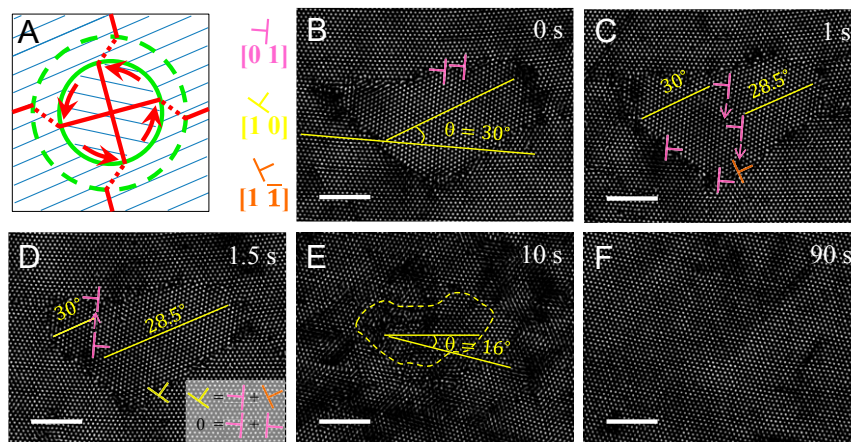 A
[0 1]
[1 0]
[1 1̄]
B
0 s
θ = 30°
C
1 s
30°
28.5°
D
1.5 s
30°
28.5°
= +
0 = +
E
10 s
θ = 16°
F
90 s